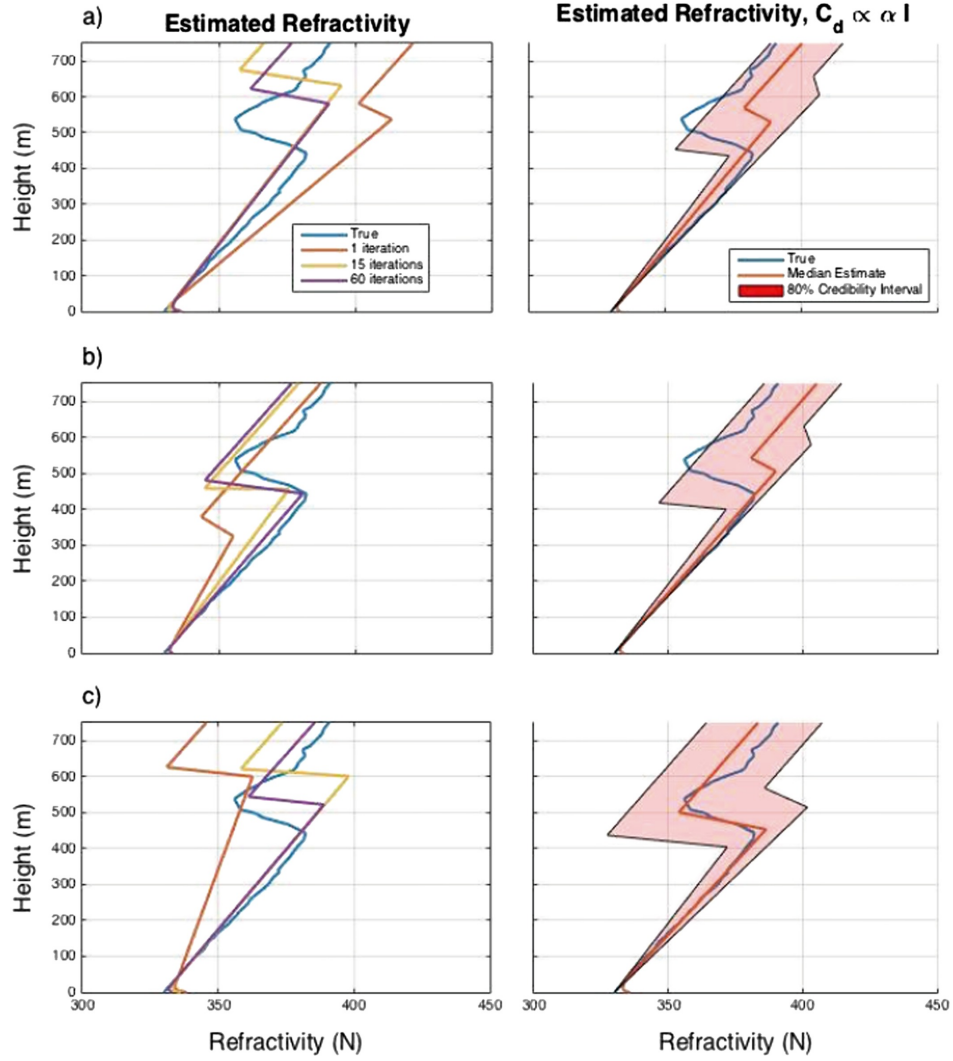 a)
Estimated Refractivity
Estimated Refractivity, C_d ∝ α I
Height (m)
700
600
500
400
300
200
100
0
True
1 iteration
15 iterations
60 iterations
True
Median Estimate
80% Credibility Interval
b)
Height (m)
700
600
500
400
300
200
100
0
c)
Height (m)
700
600
500
400
300
200
100
0
300
350
400
450
300
350
400
450
Refractivity (N)
Refractivity (N)